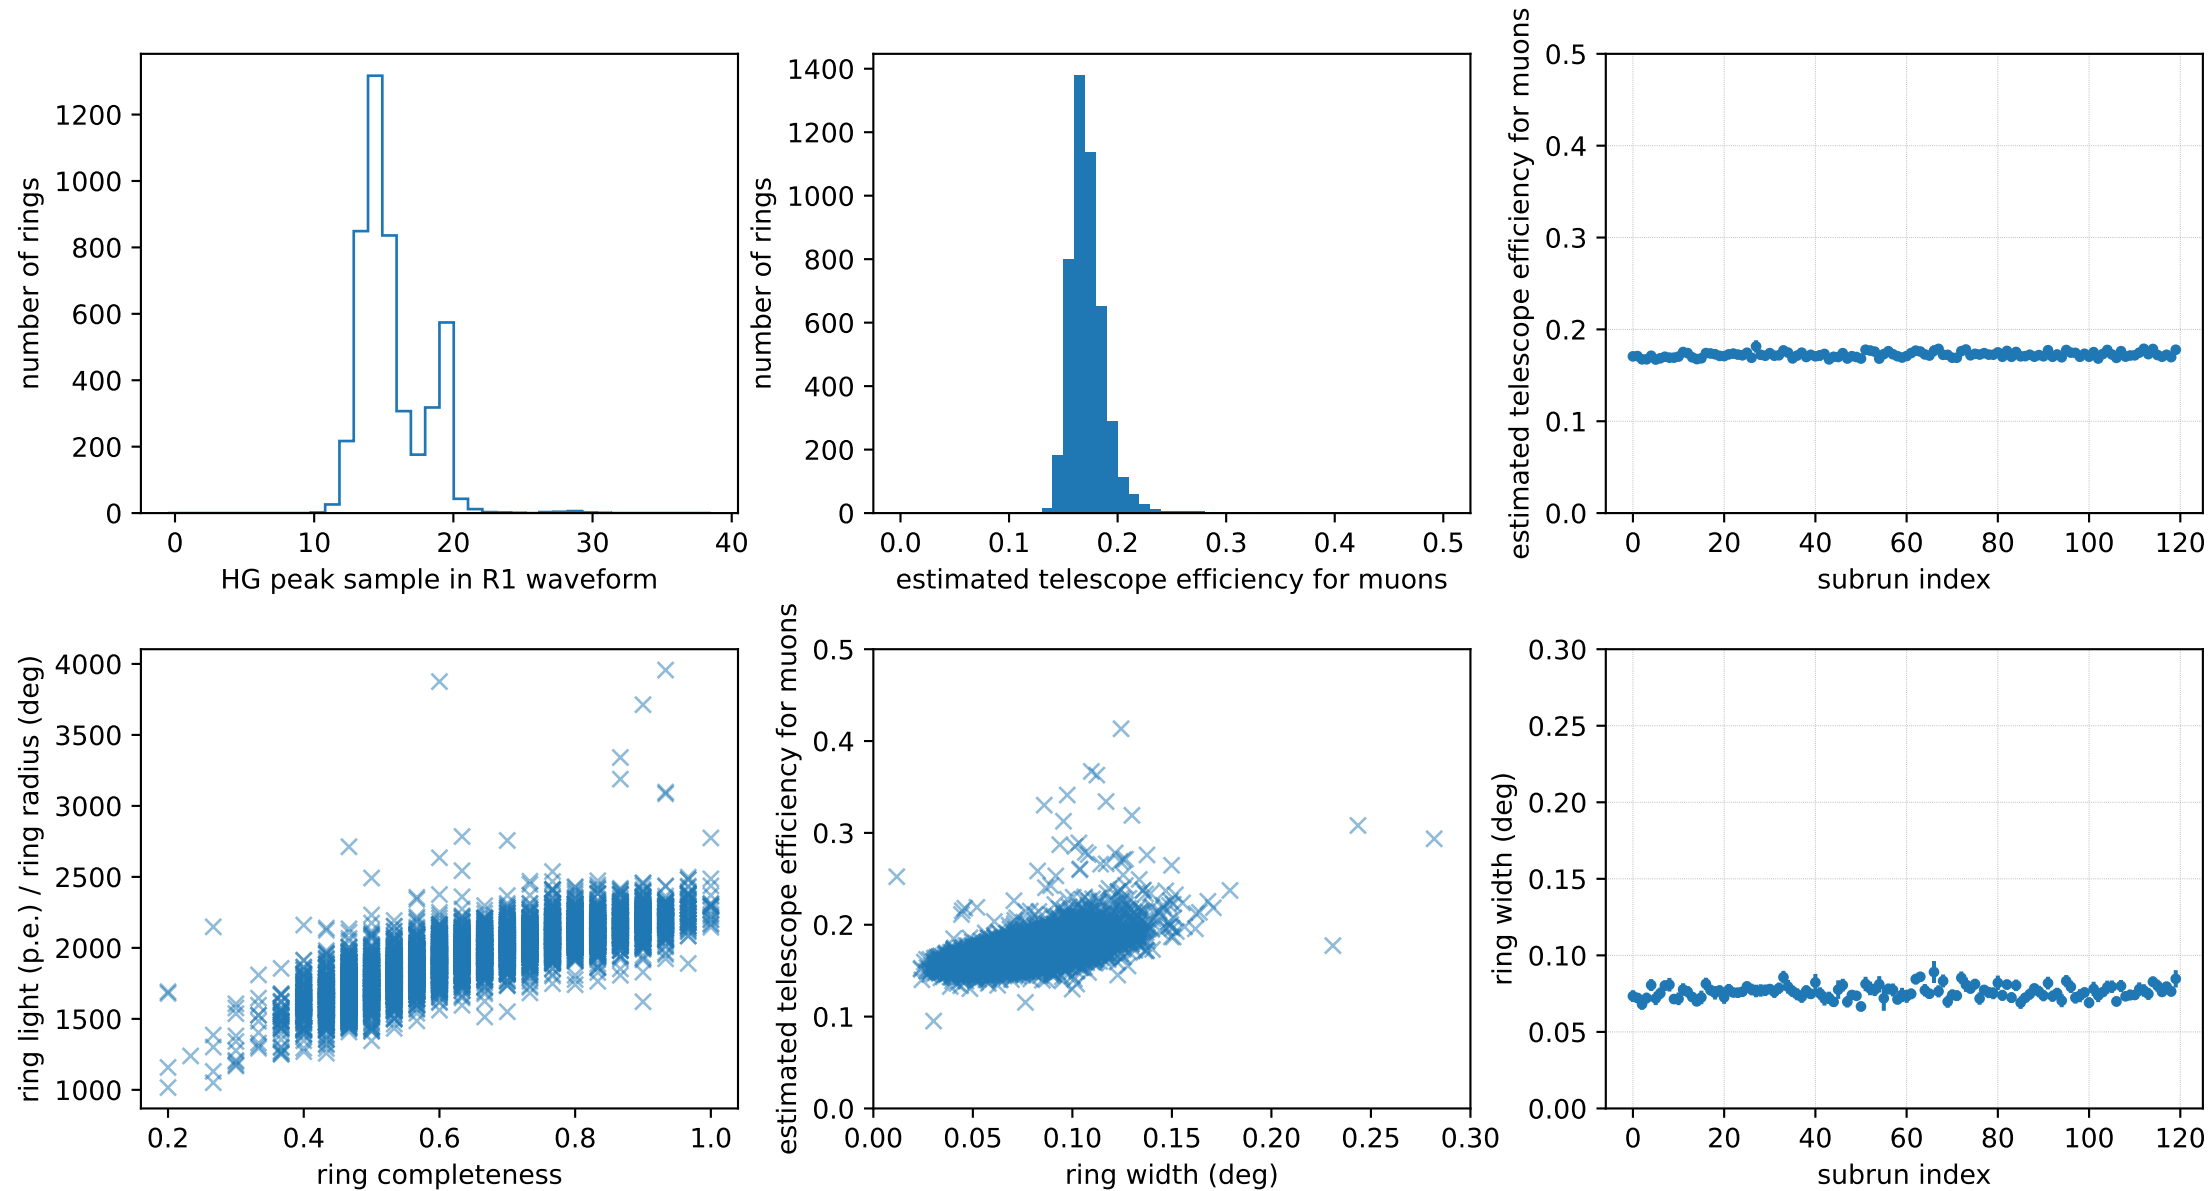 1200
1000
800
600
400
200
0
number of rings
0 10 20 30 40
HG peak sample in R1 waveform
1400
1200
1000
800
600
400
200
0
number of rings
0.0 0.1 0.2 0.3 0.4 0.5
estimated telescope efficiency for muons
0.5
0.4
0.3
0.2
0.1
0.0
estimated telescope efficiency for muons
0 20 40 60 80 100 120
subrun index
4000
3500
3000
2500
2000
1500
1000
ring light (p.e.) / ring radius (deg)
0.2 0.4 0.6 0.8 1.0
ring completeness
0.5
0.4
0.3
0.2
0.1
0.0
estimated telescope efficiency for muons
0.00 0.05 0.10 0.15 0.20 0.25 0.30
ring width (deg)
0.30
0.25
0.20
0.15
0.10
0.05
0.00
ring width (deg)
0 20 40 60 80 100 120
subrun index